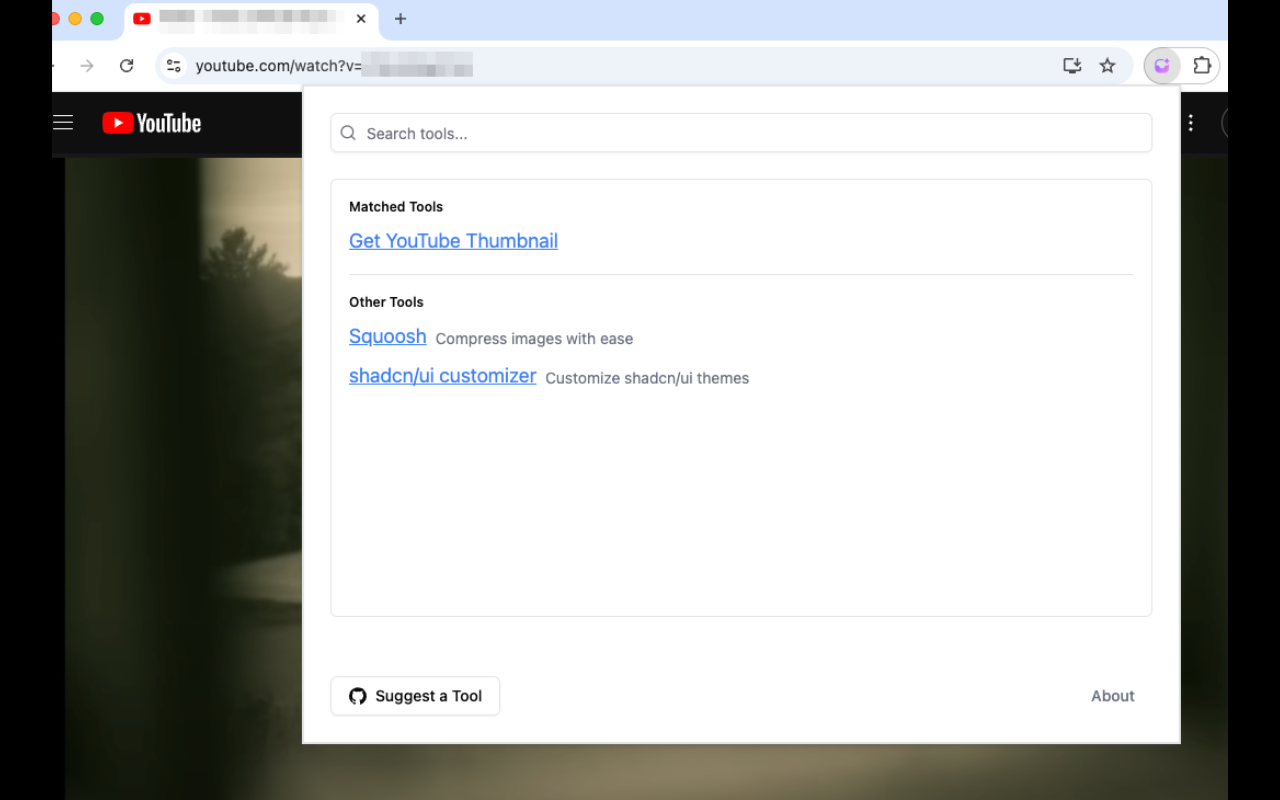 youtube.com/watch?v=
YouTube
Search tools...
Matched Tools
Get YouTube Thumbnail
Other Tools
Squoosh Compress images with ease
shadcn/ui customizer Customize shadcn/ui themes
Suggest a Tool
About